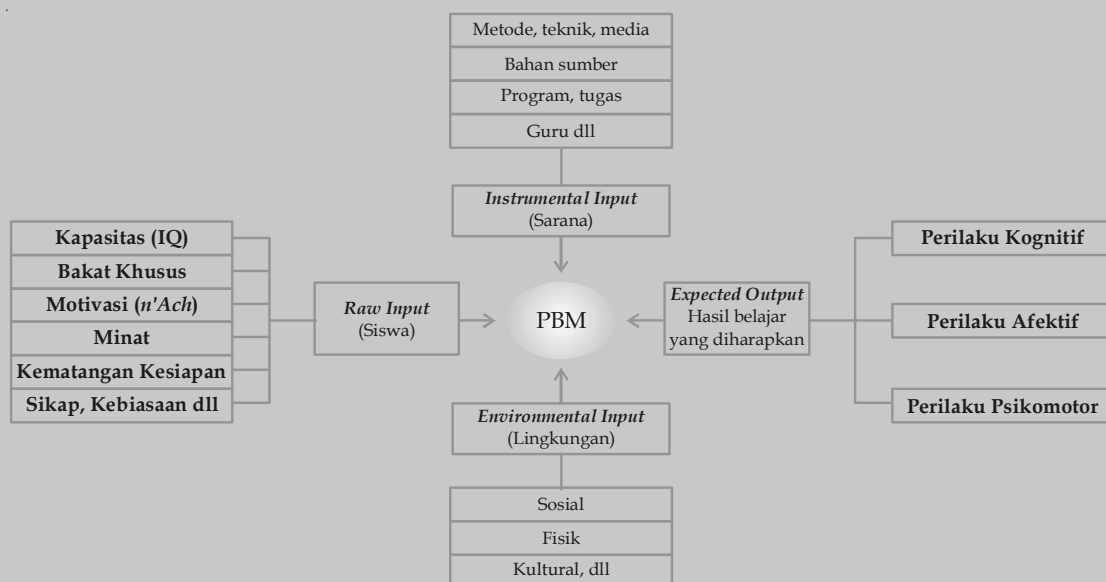 Metode, teknik, media
Bahan sumber
Program, tugas
Guru dll
Instrumental Input
(Sarana)
Kapasitas (IQ)
Bakat Khusus
Motivasi (n'Ach)
Minat
Kematangan Kesiapan
Sikap, Kebiasaan dll
Raw Input
(Siswa)
PBM
Expected Output
Hasil belajar
yang diharapkan
Perilaku Kognitif
Perilaku Afektif
Perilaku Psikomotor
Environmental Input
(Lingkungan)
Sosial
Fisik
Kultural, dll